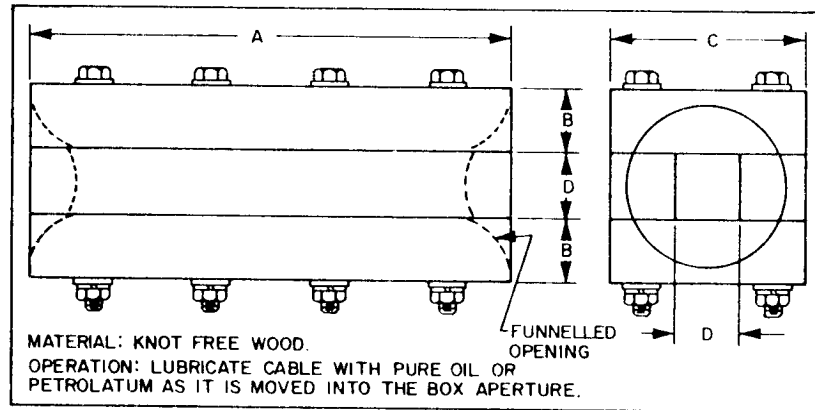 A
C
B
D
B
D
FUNNELLED
OPENING
MATERIAL: KNOT FREE WOOD.
OPERATION: LUBRICATE CABLE WITH PURE OIL OR
PETROLATUM AS IT IS MOVED INTO THE BOX APERTURE.